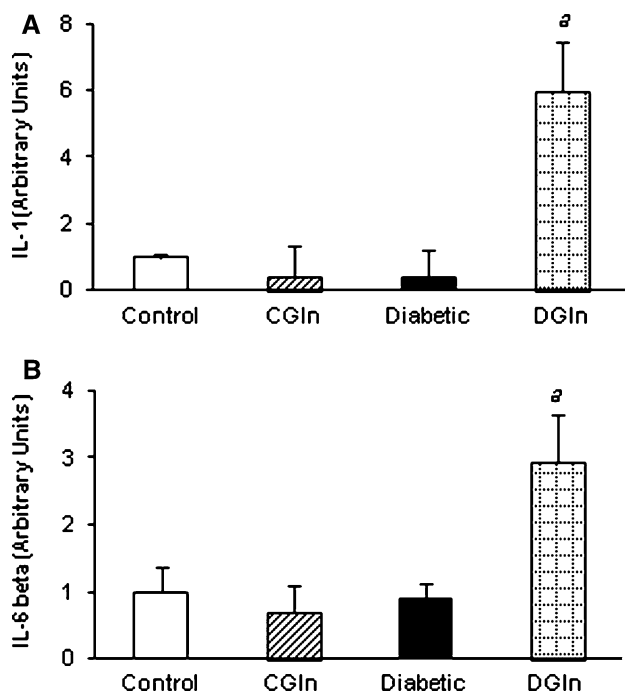 A
IL-1 (Arbitrary Units)
8
6
4
2
0
a
Control CGln Diabetic DGln
B
IL-6 beta (Arbitrary Units)
4
3
2
1
0
a
Control CGln Diabetic DGln